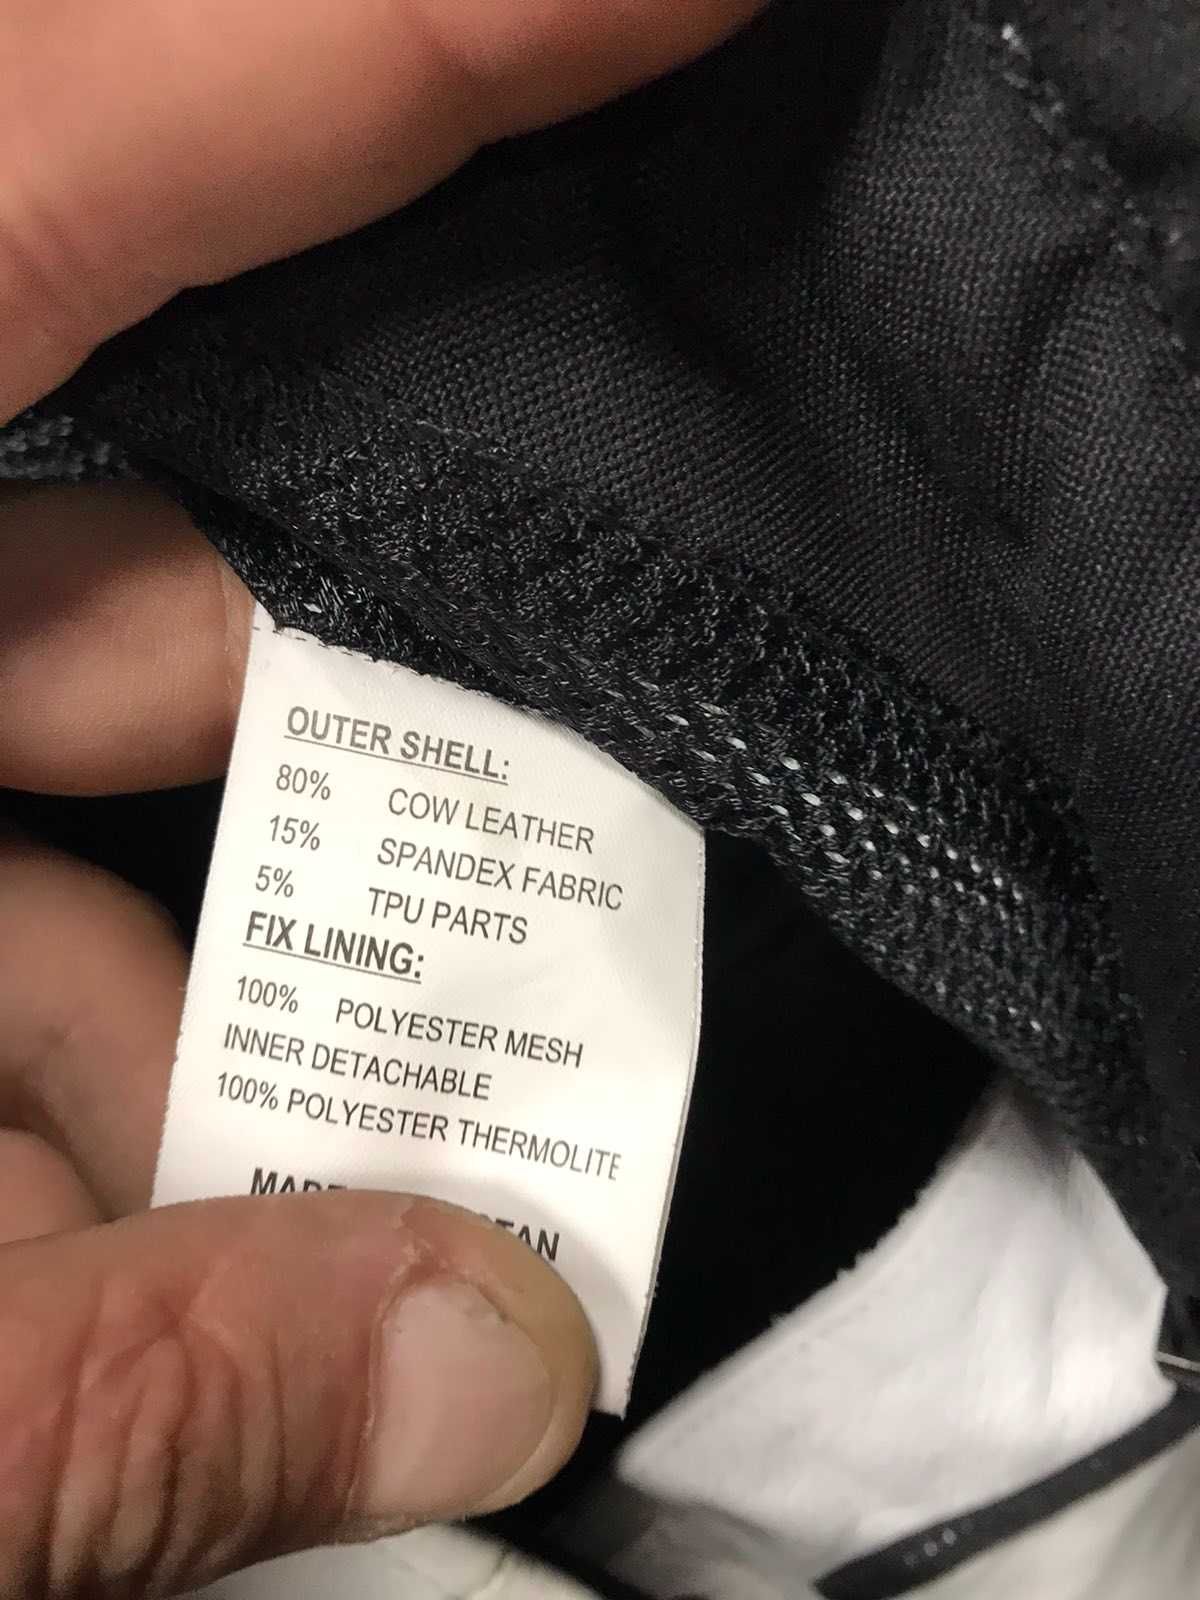 OUTER SHELL:
80% COW LEATHER
15% SPANDEX FABRIC
5% TPU PARTS
FIX LINING:
100% POLYESTER MESH
INNER DETACHABLE
100% POLYESTER THERMOLITE